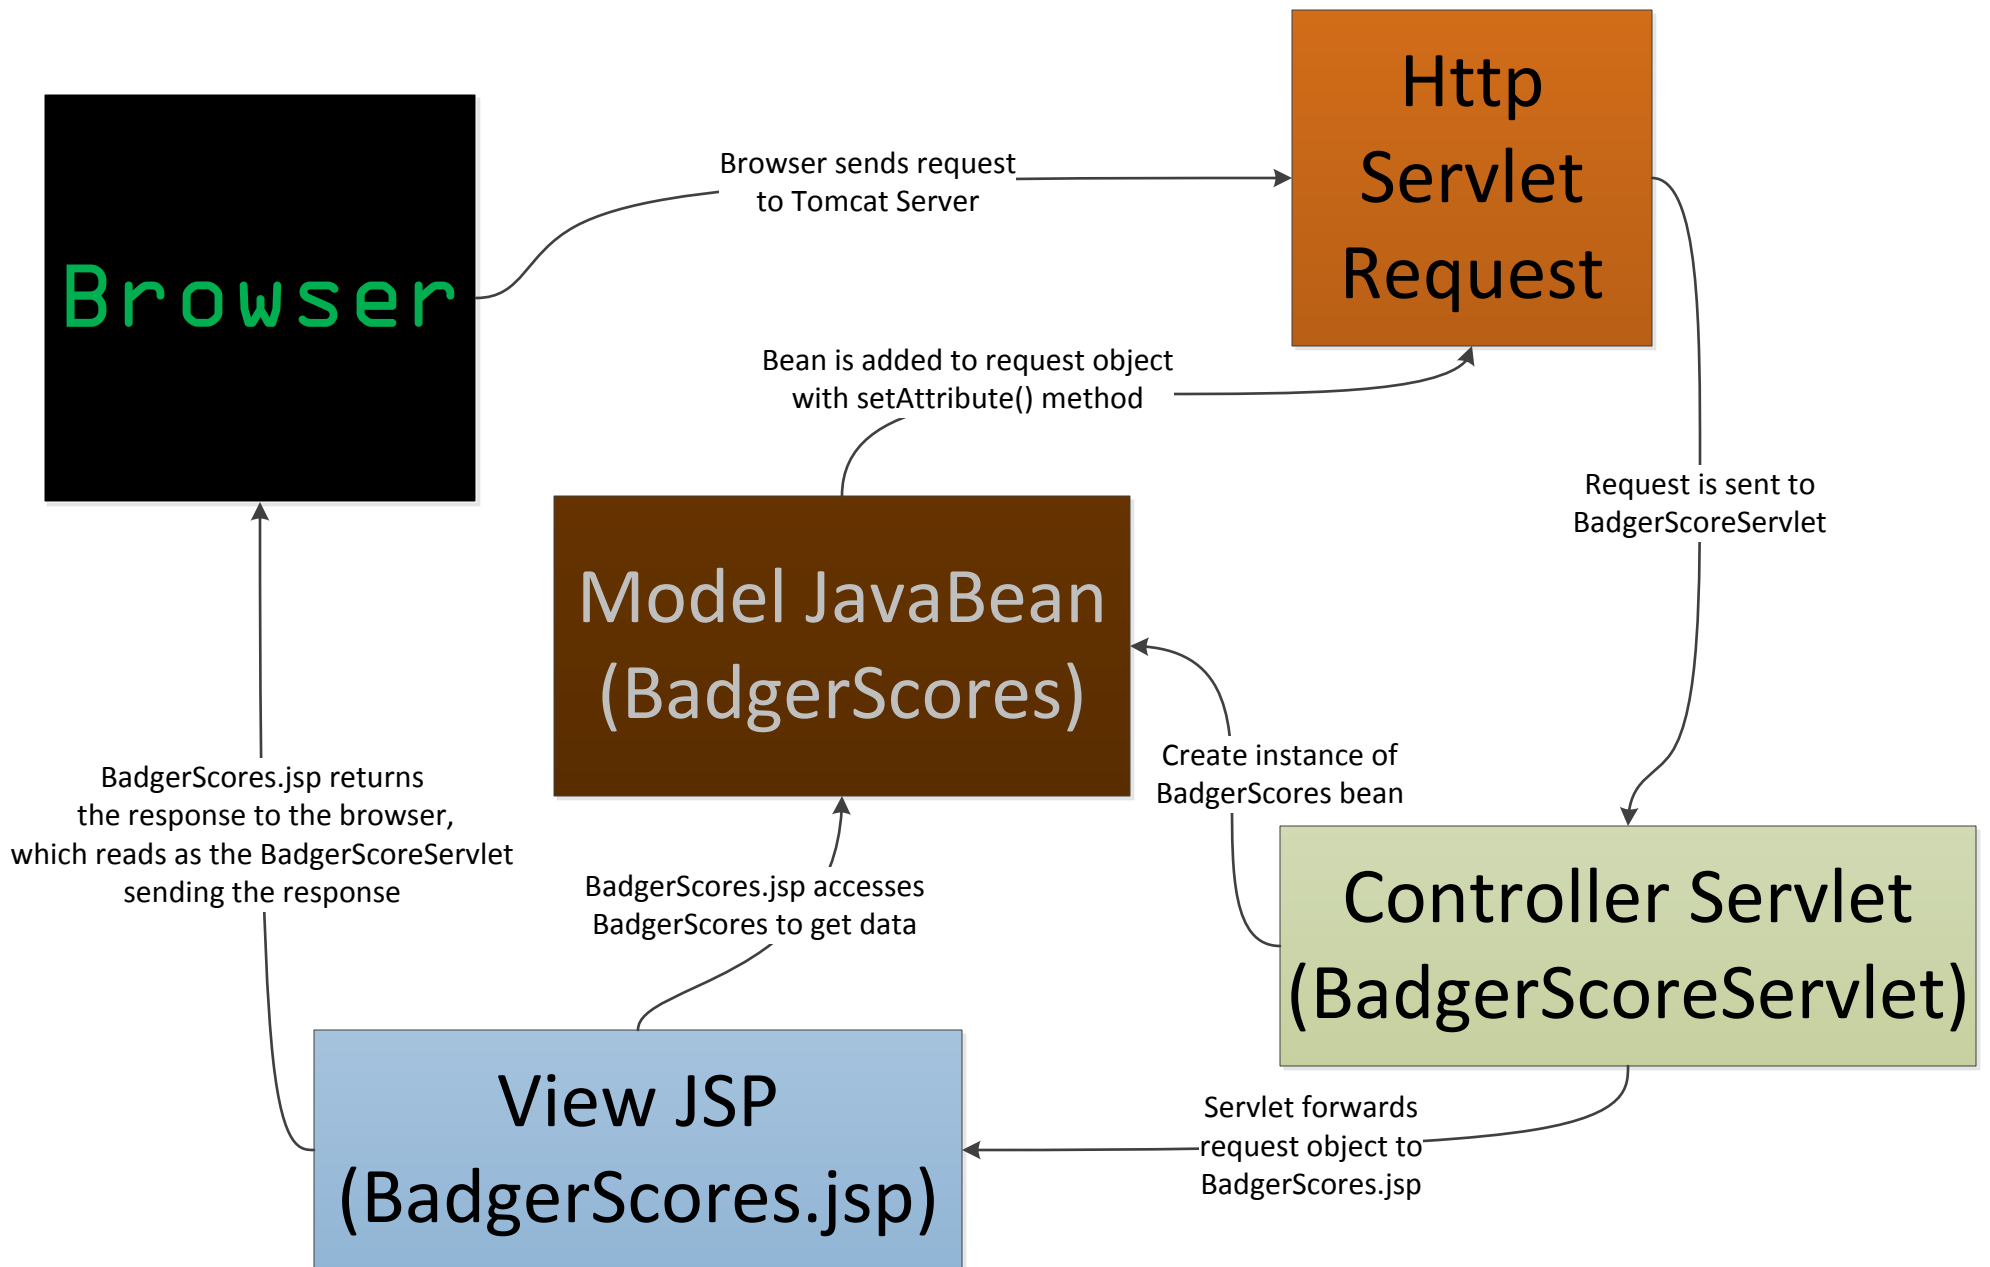 Http
Servlet
Request
Browser
Browser sends request
to Tomcat Server
Bean is added to request object
with setAttribute() method
Request is sent to
BadgerScoreServlet
Model JavaBean
(BadgerScores)
Create instance of
BadgerScores bean
BadgerScores.jsp returns
the response to the browser,
which reads as the BadgerScoreServlet
sending the response
BadgerScores.jsp accesses
BadgerScores to get data
Controller Servlet
(BadgerScoreServlet)
View JSP
(BadgerScores.jsp)
Servlet forwards
request object to
BadgerScores.jsp